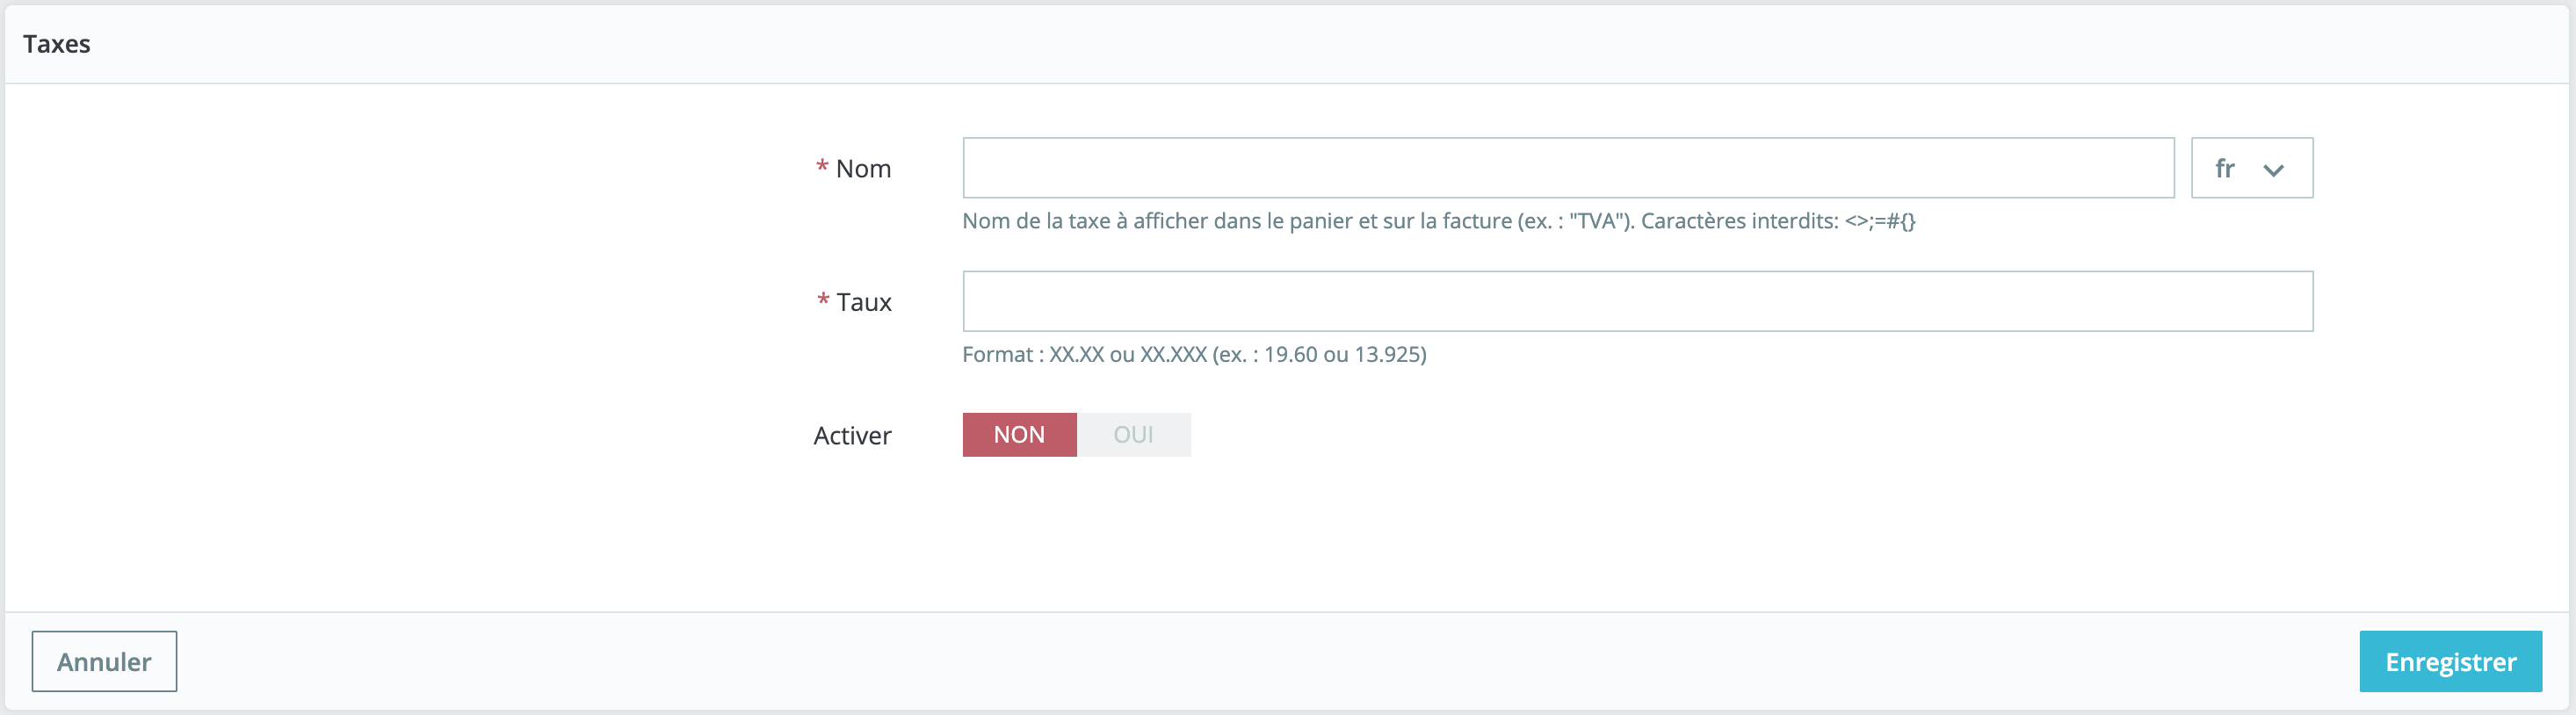 Taxes
* Nom
fr
Nom de la taxe à afficher dans le panier et sur la facture (ex. : "TVA"). Caractères interdits: <>;=#{}
* Taux
Format : XX.XX ou XX.XXX (ex. : 19.60 ou 13.925)
Activer NON OUI
Annuler Enregistrer